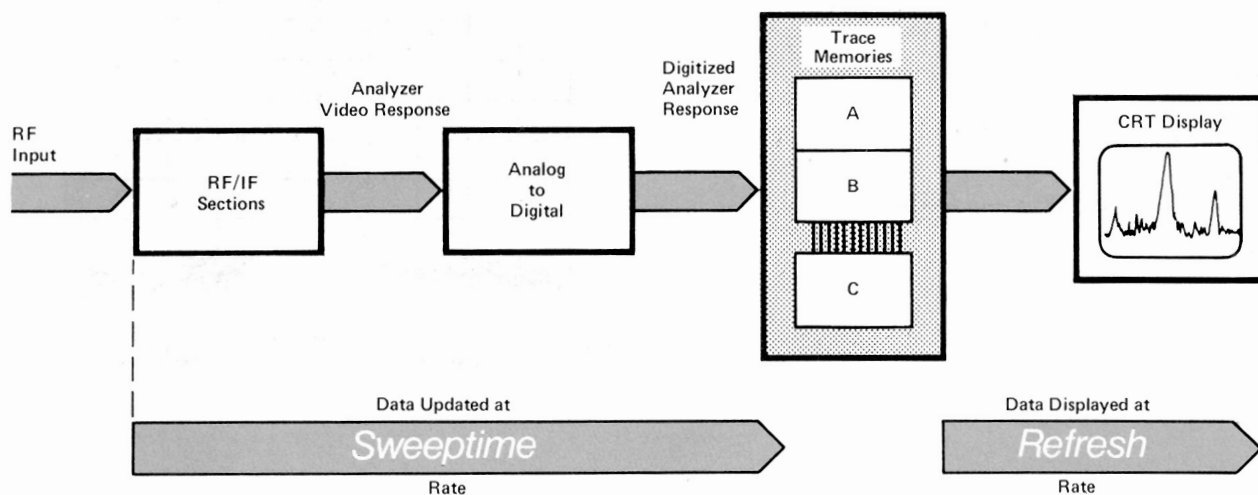 RF
Input
RF/IF
Sections
Analyzer
Video Response
Analog
to
Digital
Digitized
Analyzer
Response
Trace
Memories
A
B
C
CRT Display
Data Updated at
Sweeptime
Rate
Data Displayed at
Refresh
Rate